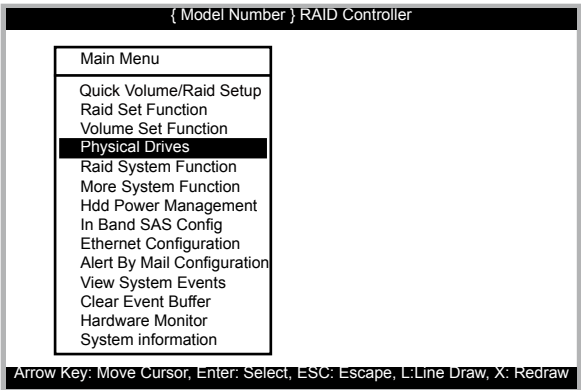 { Model Number } RAID Controller
Main Menu
Quick Volume/Raid Setup
Raid Set Function
Volume Set Function
Physical Drives
Raid System Function
More System Function
Hdd Power Management
In Band SAS Config
Ethernet Configuration
Alert By Mail Configuration
View System Events
Clear Event Buffer
Hardware Monitor
System information
Arrow Key: Move Cursor, Enter: Select, ESC: Escape, L:Line Draw, X: Redraw